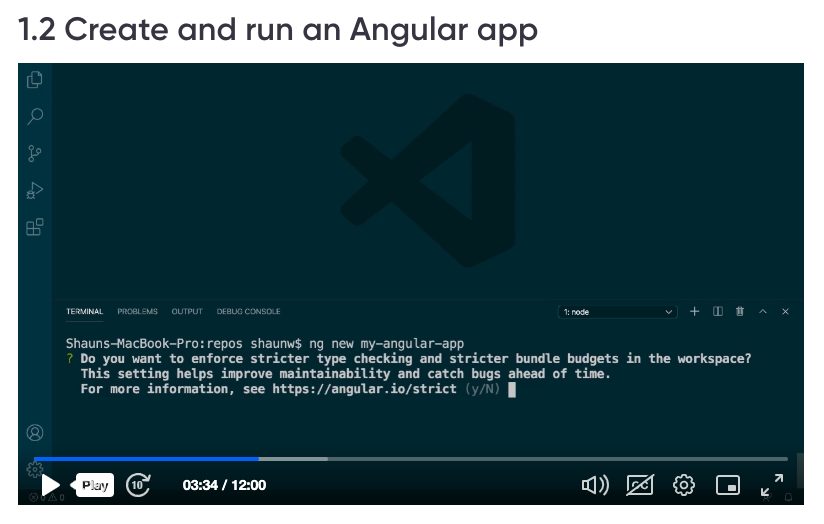 1.2 Create and run an Angular app
TERMINAL PROBLEMS OUTPUT DEBUG CONSOLE 1: node
Shauns-MacBook-Pro:repos shaunw$ ng new my-angular-app
? Do you want to enforce stricter type checking and stricter bundle budgets in the workspace?
This setting helps improve maintainability and catch bugs ahead of time.
For more information, see https://angular.io/strict (y/N)
Play 10 03:34 / 12:00 CC